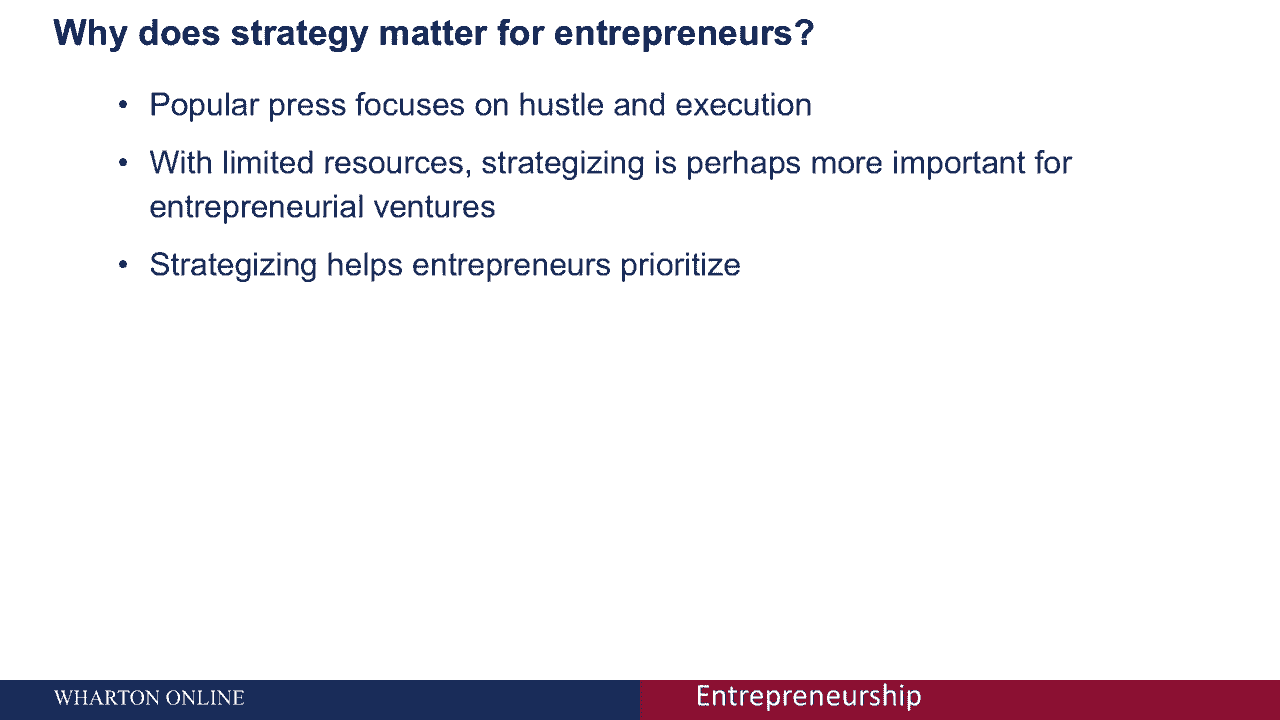 Why does strategy matter for entrepreneurs?
• Popular press focuses on hustle and execution
• With limited resources, strategizing is perhaps more important for
entrepreneurial ventures
• Strategizing helps entrepreneurs prioritize
WHARTON ONLINE
Entrepreneurship